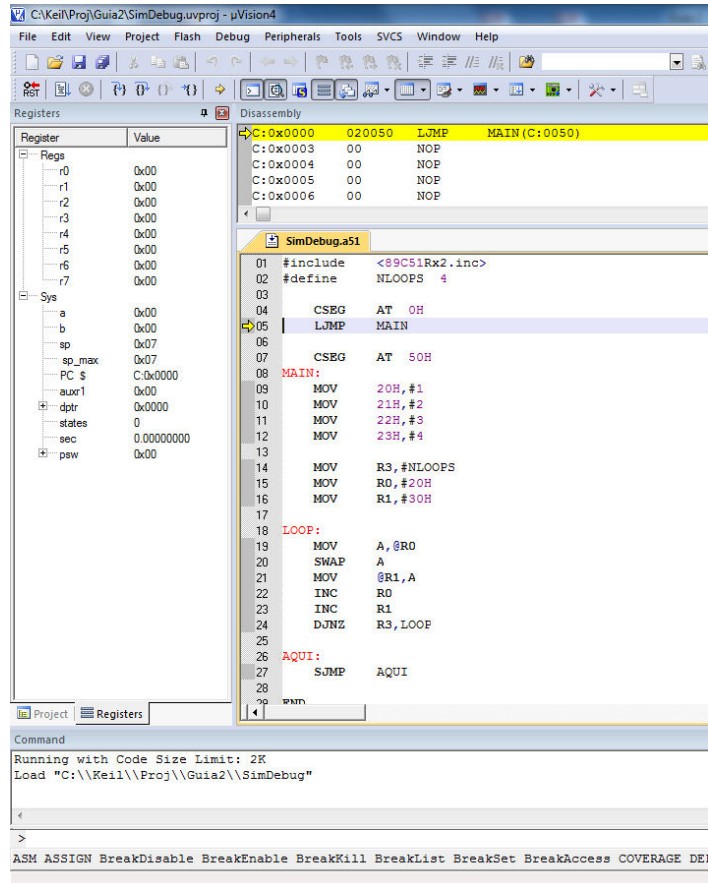 C:\Keil\Proj\Guia2\SimDebug.uvproj - µVision4
File Edit View Project Flash Debug Peripherals Tools SVCS Window Help
RST
Registers
Register Value
Regs
r0 0x00
r1 0x00
r2 0x00
r3 0x00
r4 0x00
r5 0x00
r6 0x00
r7 0x00
Sys
a 0x00
b 0x00
sp 0x07
sp_max 0x07
PC $ C:0x0000
auxr1 0x00
dptr 0x0000
states 0
sec 0.00000000
psw 0x00
Project Registers
Disassembly
C:0x0000 020050 LJMP MAIN(C:0050)
C:0x0003 00 NOP
C:0x0004 00 NOP
C:0x0005 00 NOP
C:0x0006 00 NOP
SimDebug.a51
01 #include <89C51Rx2.inc>
02 #define NLOOPS 4
03
04 CSEG AT 0H
05 LJMP MAIN
06
07 CSEG AT 50H
08 MAIN:
09 MOV 20H,#1
10 MOV 21H,#2
11 MOV 22H,#3
12 MOV 23H,#4
13
14 MOV R3,#NLOOPS
15 MOV R0,#20H
16 MOV R1,#30H
17
18 LOOP:
19 MOV A,@R0
20 SWAP A
21 MOV @R1,A
22 INC R0
23 INC R1
24 DJNZ R3,LOOP
25
26 AQUI:
27 SJMP AQUI
28
29 END
Command
Running with Code Size Limit: 2K
Load "C:\\Keil\\Proj\\Guia2\\SimDebug"
>
ASM ASSIGN BreakDisable BreakEnable BreakKill BreakList BreakSet BreakAccess COVERAGE DE